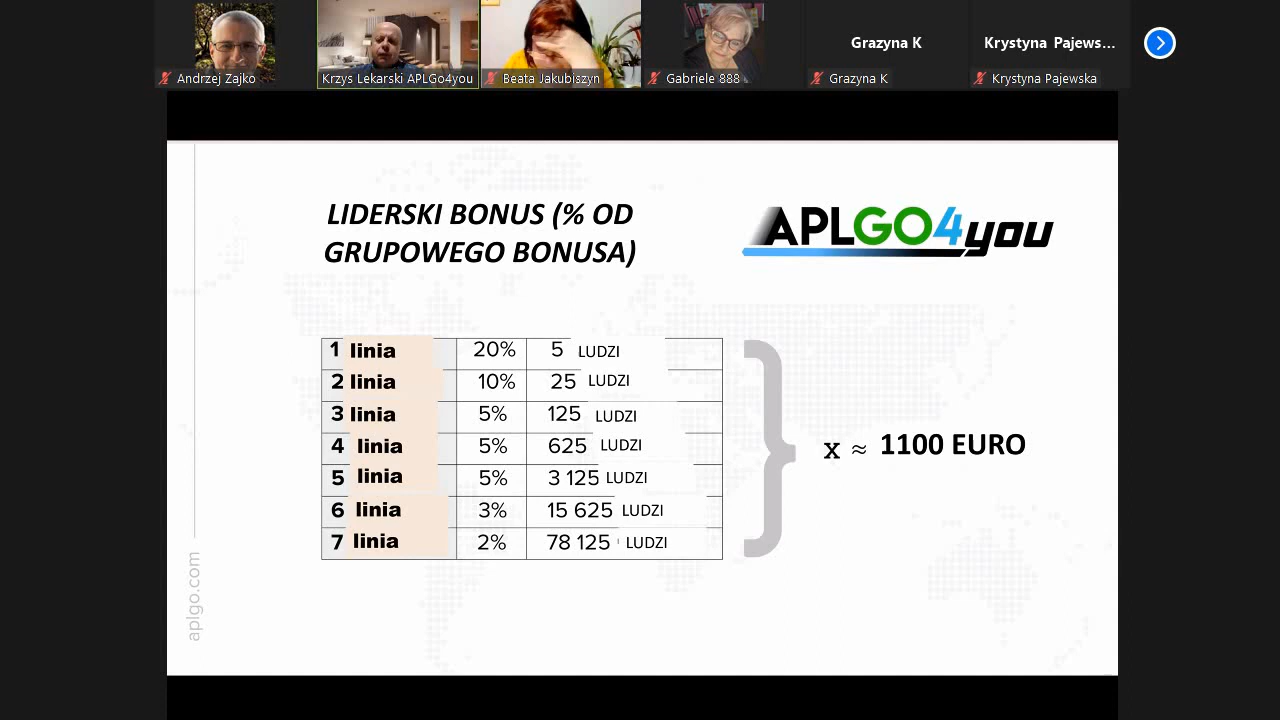 Grazyna K
Krystyna Pajews...
Andrzej Zajko
Krzys Lekarski APLGo4you
Beata Jakubiszyn
Gabriele 888
Grazyna K
Krystyna Pajewska
LIDERSKI BONUS (% OD
GRUPOWEGO BONUSA)
APLGO4you
1 linia 20% 5 LUDZI
2 linia 10% 25 LUDZI
3 linia 5% 125 LUDZI
4 linia 5% 625 LUDZI
5 linia 5% 3 125 LUDZI
6 linia 3% 15 625 LUDZI
7 linia 2% 78 125 LUDZI
x ≈ 1100 EURO
aplgo.com